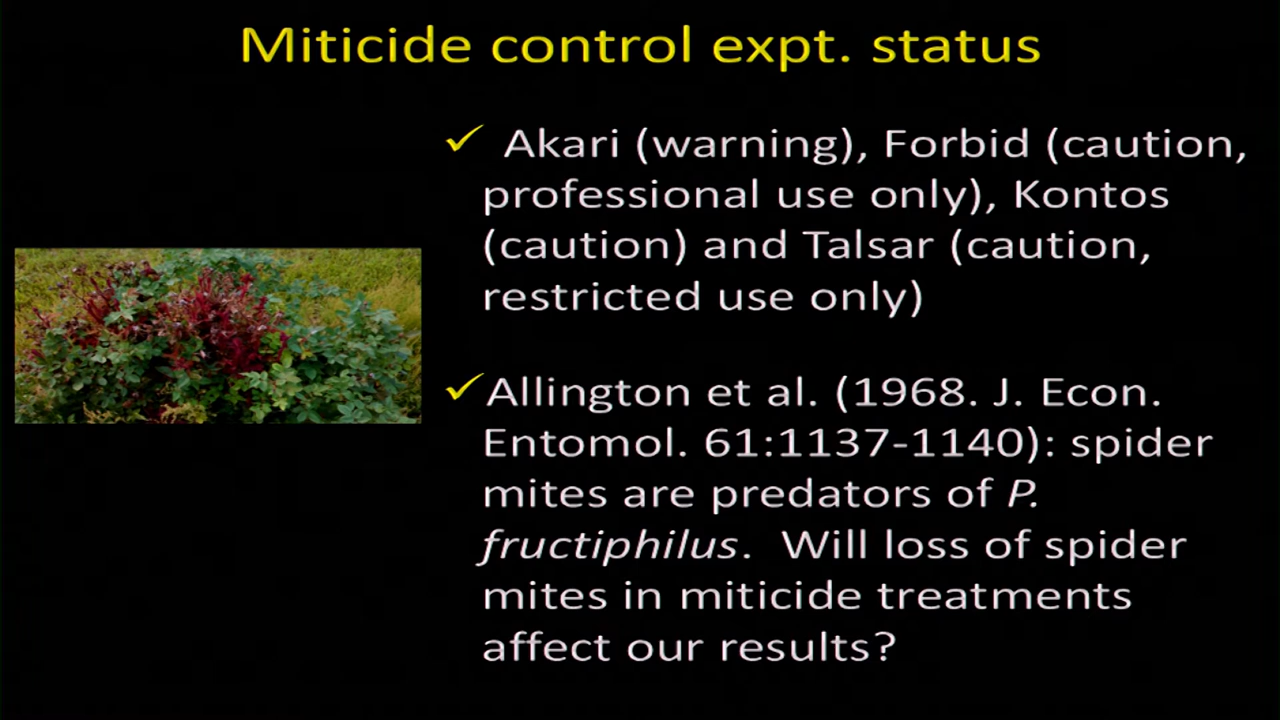 Miticide control expt. status
✓ Akari (warning), Forbid (caution,
professional use only), Kontos
(caution) and Talsar (caution,
restricted use only)
✓Allington et al. (1968. J. Econ.
Entomol. 61:1137-1140): spider
mites are predators of P.
fructiphilus. Will loss of spider
mites in miticide treatments
affect our results?